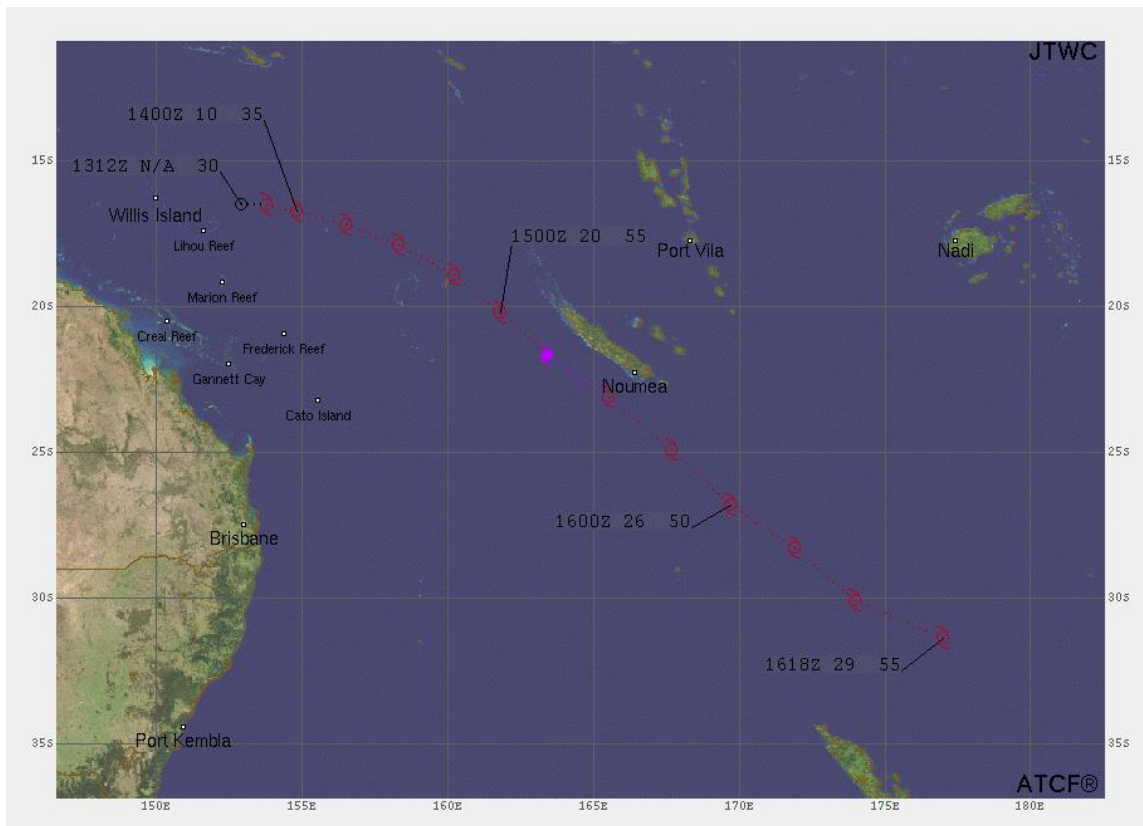 JTWC
1400Z 10 35
15S
15S
1312Z N/A 30
Willis Island
Lihou Reef
1500Z 20 55
Port Vila
Nadi
Marion Reef
20S
20S
Creal Reef
Frederick Reef
Gannett Cay
Noumea
Cato Island
25S
25S
1600Z 26 50
Brisbane
30S
30S
1618Z 29 55
Port Kembla
35S
35S
ATCF®
150E 155E 160E 165E 170E 175E 180E